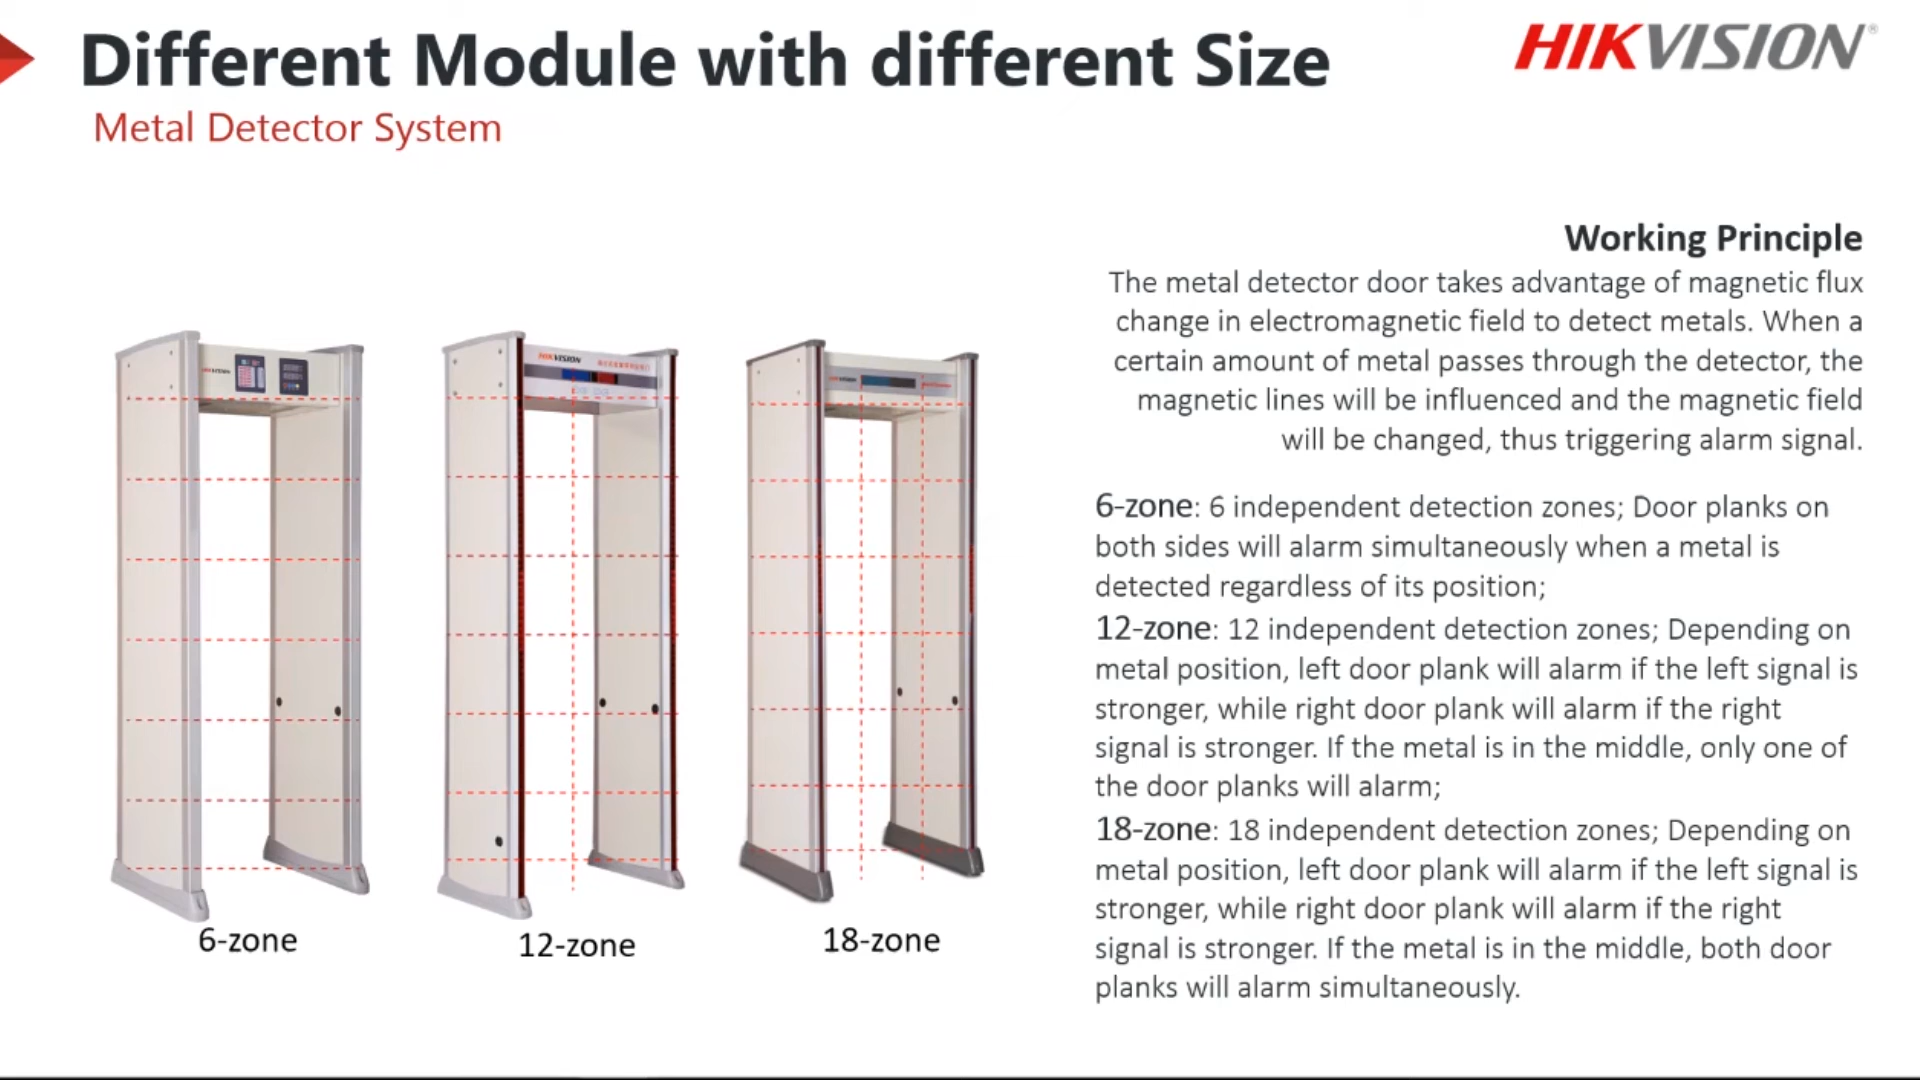 Different Module with different Size
HIKVISION®
Metal Detector System
Working Principle
The metal detector door takes advantage of magnetic flux
change in electromagnetic field to detect metals. When a
certain amount of metal passes through the detector, the
magnetic lines will be influenced and the magnetic field
will be changed, thus triggering alarm signal.
6-zone: 6 independent detection zones; Door planks on
both sides will alarm simultaneously when a metal is
detected regardless of its position;
12-zone: 12 independent detection zones; Depending on
metal position, left door plank will alarm if the left signal is
stronger, while right door plank will alarm if the right
signal is stronger. If the metal is in the middle, only one of
the door planks will alarm;
18-zone: 18 independent detection zones; Depending on
metal position, left door plank will alarm if the left signal is
stronger, while right door plank will alarm if the right
signal is stronger. If the metal is in the middle, both door
planks will alarm simultaneously.
HIKVISION
HIKVISION
HIKVISION
6-zone
12-zone
18-zone